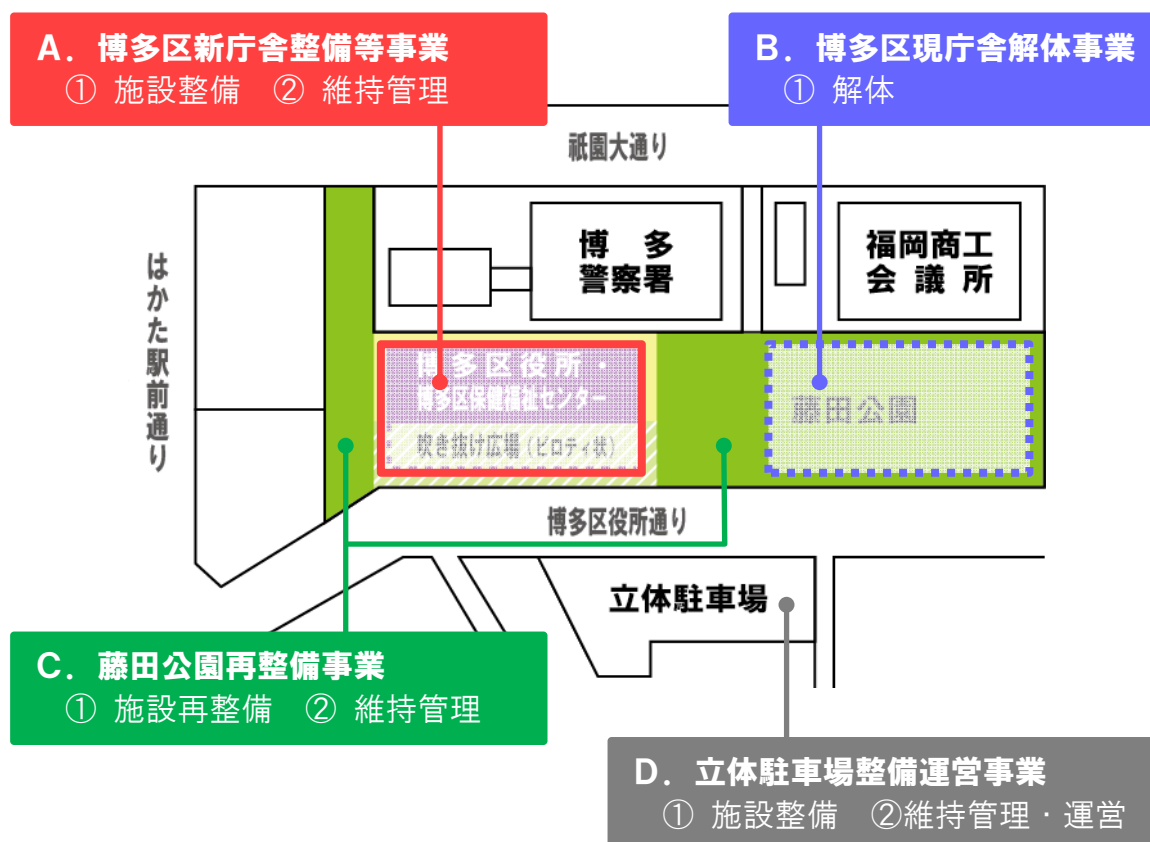 A．博多区新庁舎整備等事業
① 施設整備　② 維持管理
B．博多区現庁舎解体事業
① 解体
祇園大通り
はかた駅前通り
博　多
警察署
福岡商工
会 議 所
博多区役所・
博多区保健福祉センター
吹き抜け広場（ピロティ状）
藤田公園
博多区役所通り
立体駐車場
C．藤田公園再整備事業
① 施設再整備　② 維持管理
D．立体駐車場整備運営事業
① 施設整備　②維持管理・運営